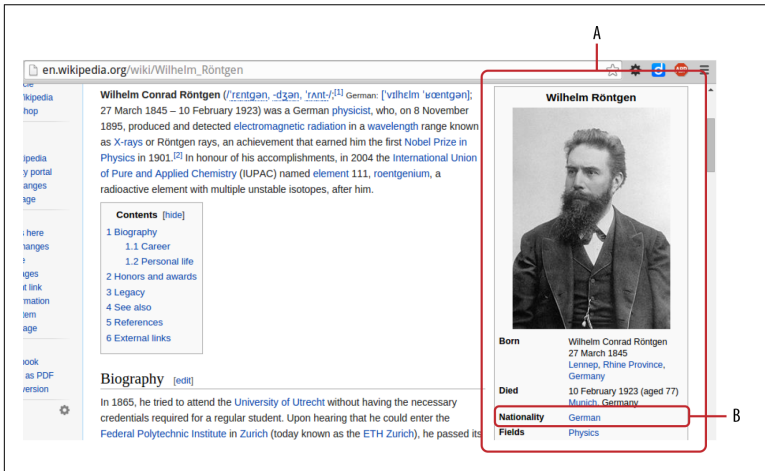 A
en.wikipedia.org/wiki/Wilhelm_Röntgen
ABP
Wikipedia
hop
ipedia
y portal
anges
age
here
hanges
ages
t link
rmation
tem
age
ook
as PDF
version
Wilhelm Conrad Röntgen (/ˈrɛntɡən, -dʒən, ˈrʌnt-/;[1] German: [ˈvɪlhɛlm ˈʁœntɡən];
27 March 1845 – 10 February 1923) was a German physicist, who, on 8 November
1895, produced and detected electromagnetic radiation in a wavelength range known
as X-rays or Röntgen rays, an achievement that earned him the first Nobel Prize in
Physics in 1901.[2] In honour of his accomplishments, in 2004 the International Union
of Pure and Applied Chemistry (IUPAC) named element 111, roentgenium, a
radioactive element with multiple unstable isotopes, after him.
Contents [hide]
1 Biography
1.1 Career
1.2 Personal life
2 Honors and awards
3 Legacy
4 See also
5 References
6 External links
Biography [edit]
In 1865, he tried to attend the University of Utrecht without having the necessary
credentials required for a regular student. Upon hearing that he could enter the
Federal Polytechnic Institute in Zurich (today known as the ETH Zurich), he passed its
Wilhelm Röntgen
Born Wilhelm Conrad Röntgen
27 March 1845
Lennep, Rhine Province,
Germany
Died 10 February 1923 (aged 77)
Munich, Germany
Nationality German
Fields Physics
B